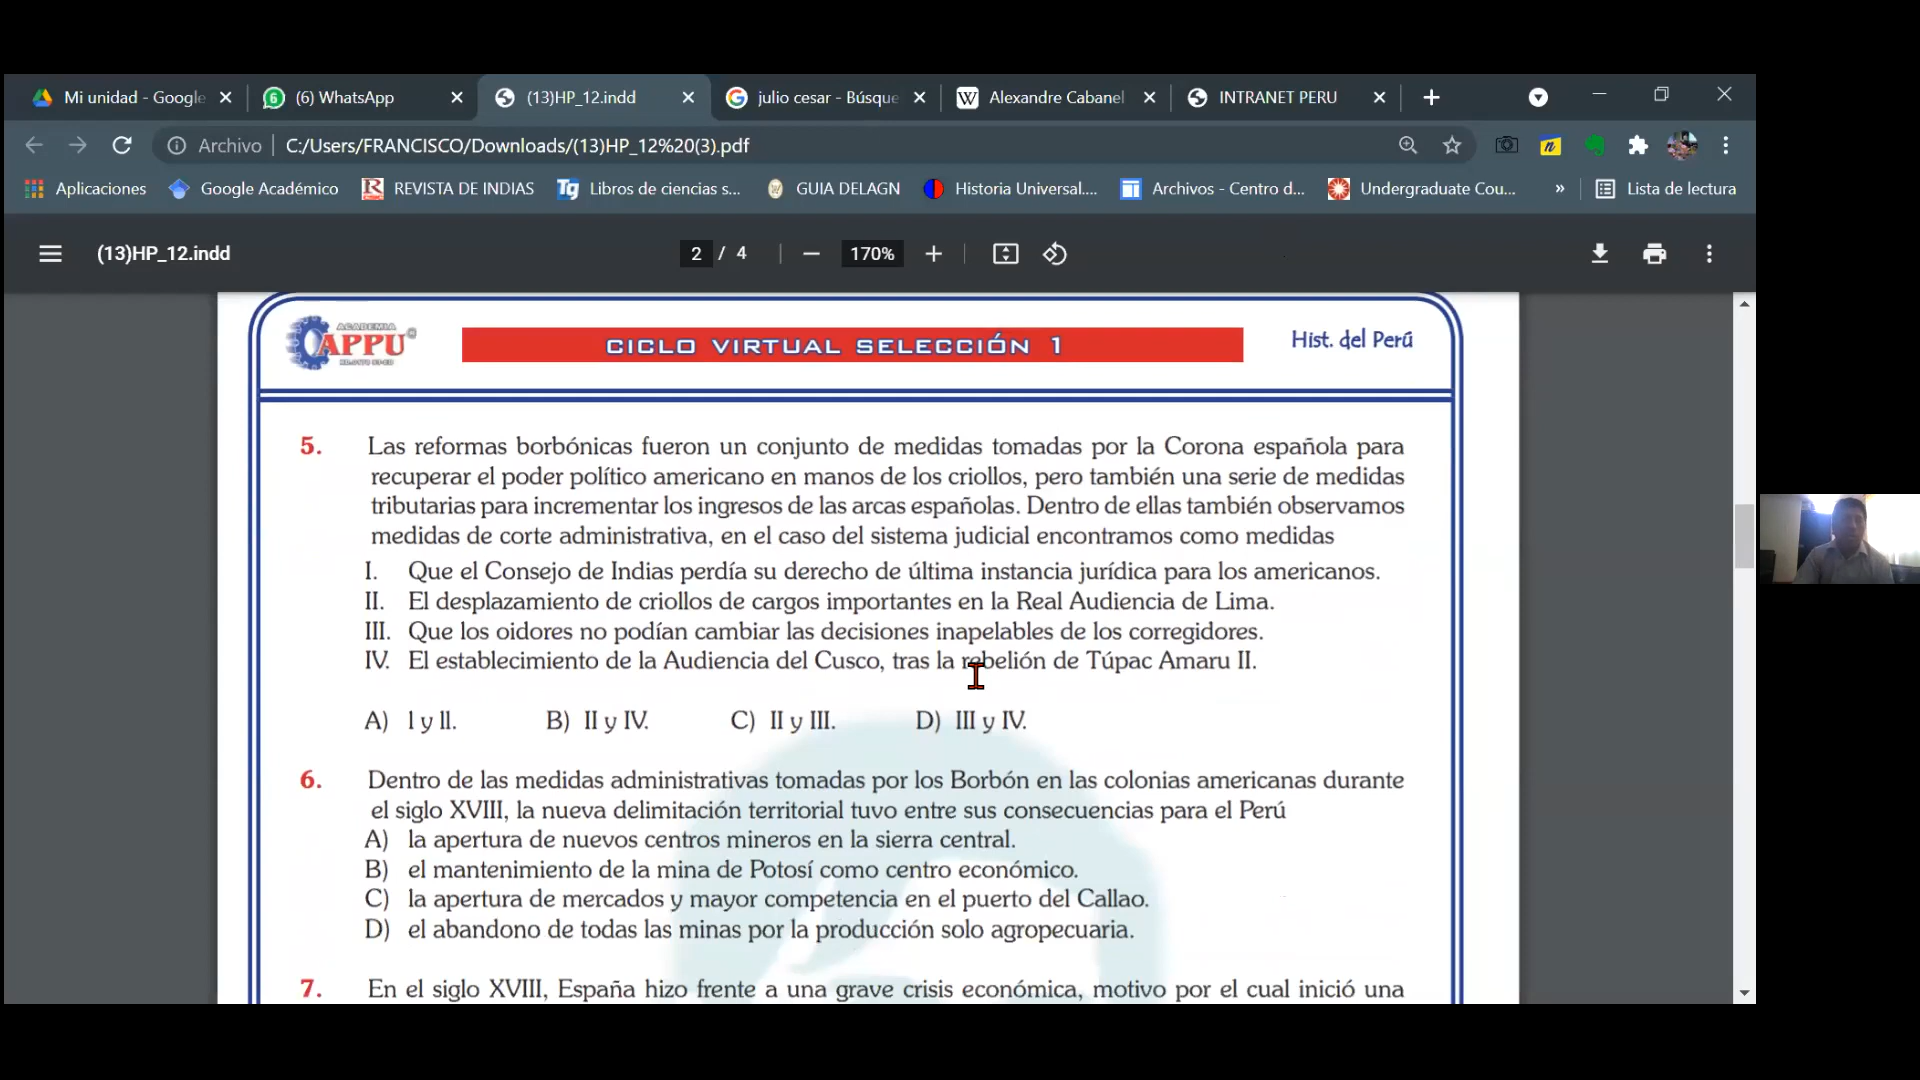 Mi unidad - Google
(6) WhatsApp
(13)HP_12.indd
julio cesar - Búsque
Alexandre Cabanel
INTRANET PERU
Archivo
C:/Users/FRANCISCO/Downloads/(13)HP_12%20(3).pdf
Aplicaciones
Google Académico
REVISTA DE INDIAS
Libros de ciencias s...
GUIA DELAGN
Historia Universal....
Archivos - Centro d...
Undergraduate Cou...
»
Lista de lectura
(13)HP_12.indd
2 / 4
170%
ACADEMIA
APPU
CICLO VIRTUAL SELECCIÓN 1
Hist. del Perú
5. Las reformas borbónicas fueron un conjunto de medidas tomadas por la Corona española para
recuperar el poder político americano en manos de los criollos, pero también una serie de medidas
tributarias para incrementar los ingresos de las arcas españolas. Dentro de ellas también observamos
medidas de corte administrativa, en el caso del sistema judicial encontramos como medidas
I. Que el Consejo de Indias perdía su derecho de última instancia jurídica para los americanos.
II. El desplazamiento de criollos de cargos importantes en la Real Audiencia de Lima.
III. Que los oidores no podían cambiar las decisiones inapelables de los corregidores.
IV. El establecimiento de la Audiencia del Cusco, tras la rebelión de Túpac Amaru II.
A) I y II. B) II y IV. C) II y III. D) III y IV.
6. Dentro de las medidas administrativas tomadas por los Borbón en las colonias americanas durante
el siglo XVIII, la nueva delimitación territorial tuvo entre sus consecuencias para el Perú
A) la apertura de nuevos centros mineros en la sierra central.
B) el mantenimiento de la mina de Potosí como centro económico.
C) la apertura de mercados y mayor competencia en el puerto del Callao.
D) el abandono de todas las minas por la producción solo agropecuaria.
7. En el siglo XVIII, España hizo frente a una grave crisis económica, motivo por el cual inició una